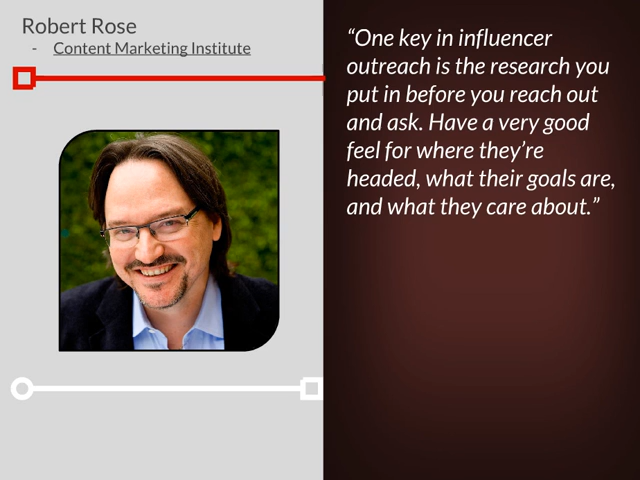 Robert Rose
- Content Marketing Institute
“One key in influencer
outreach is the research you
put in before you reach out
and ask. Have a very good
feel for where they’re
headed, what their goals are,
and what they care about.”